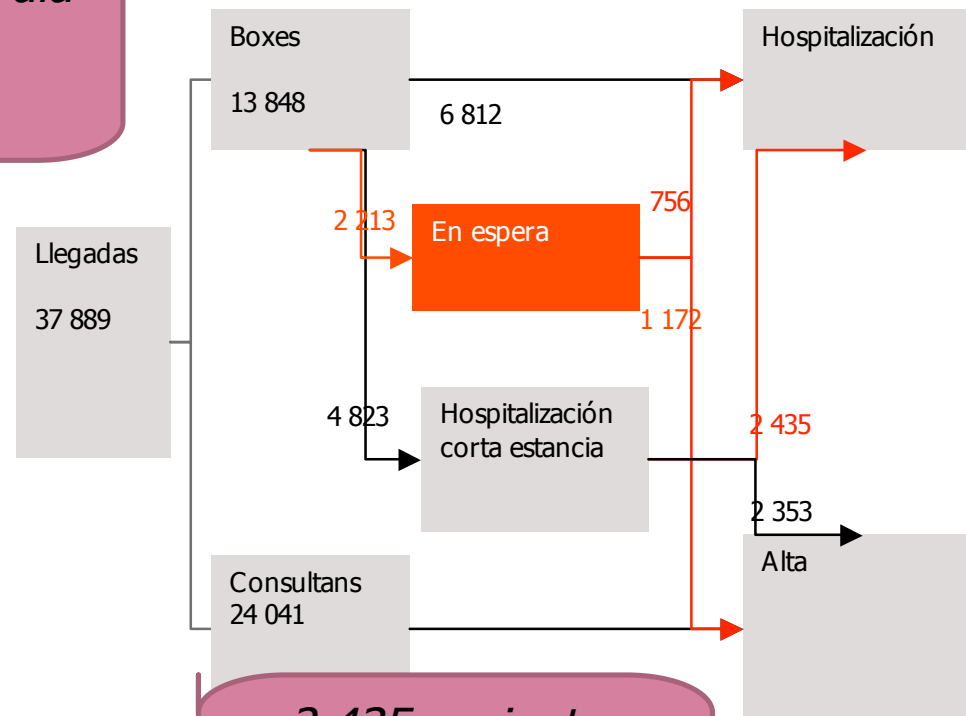 Boxes
13 848
Hospitalización
6 812
756
2 213
En espera
Llegadas
37 889
1 172
4 823
Hospitalización
corta estancia
2 435
2 353
Alta
Consultans
24 041